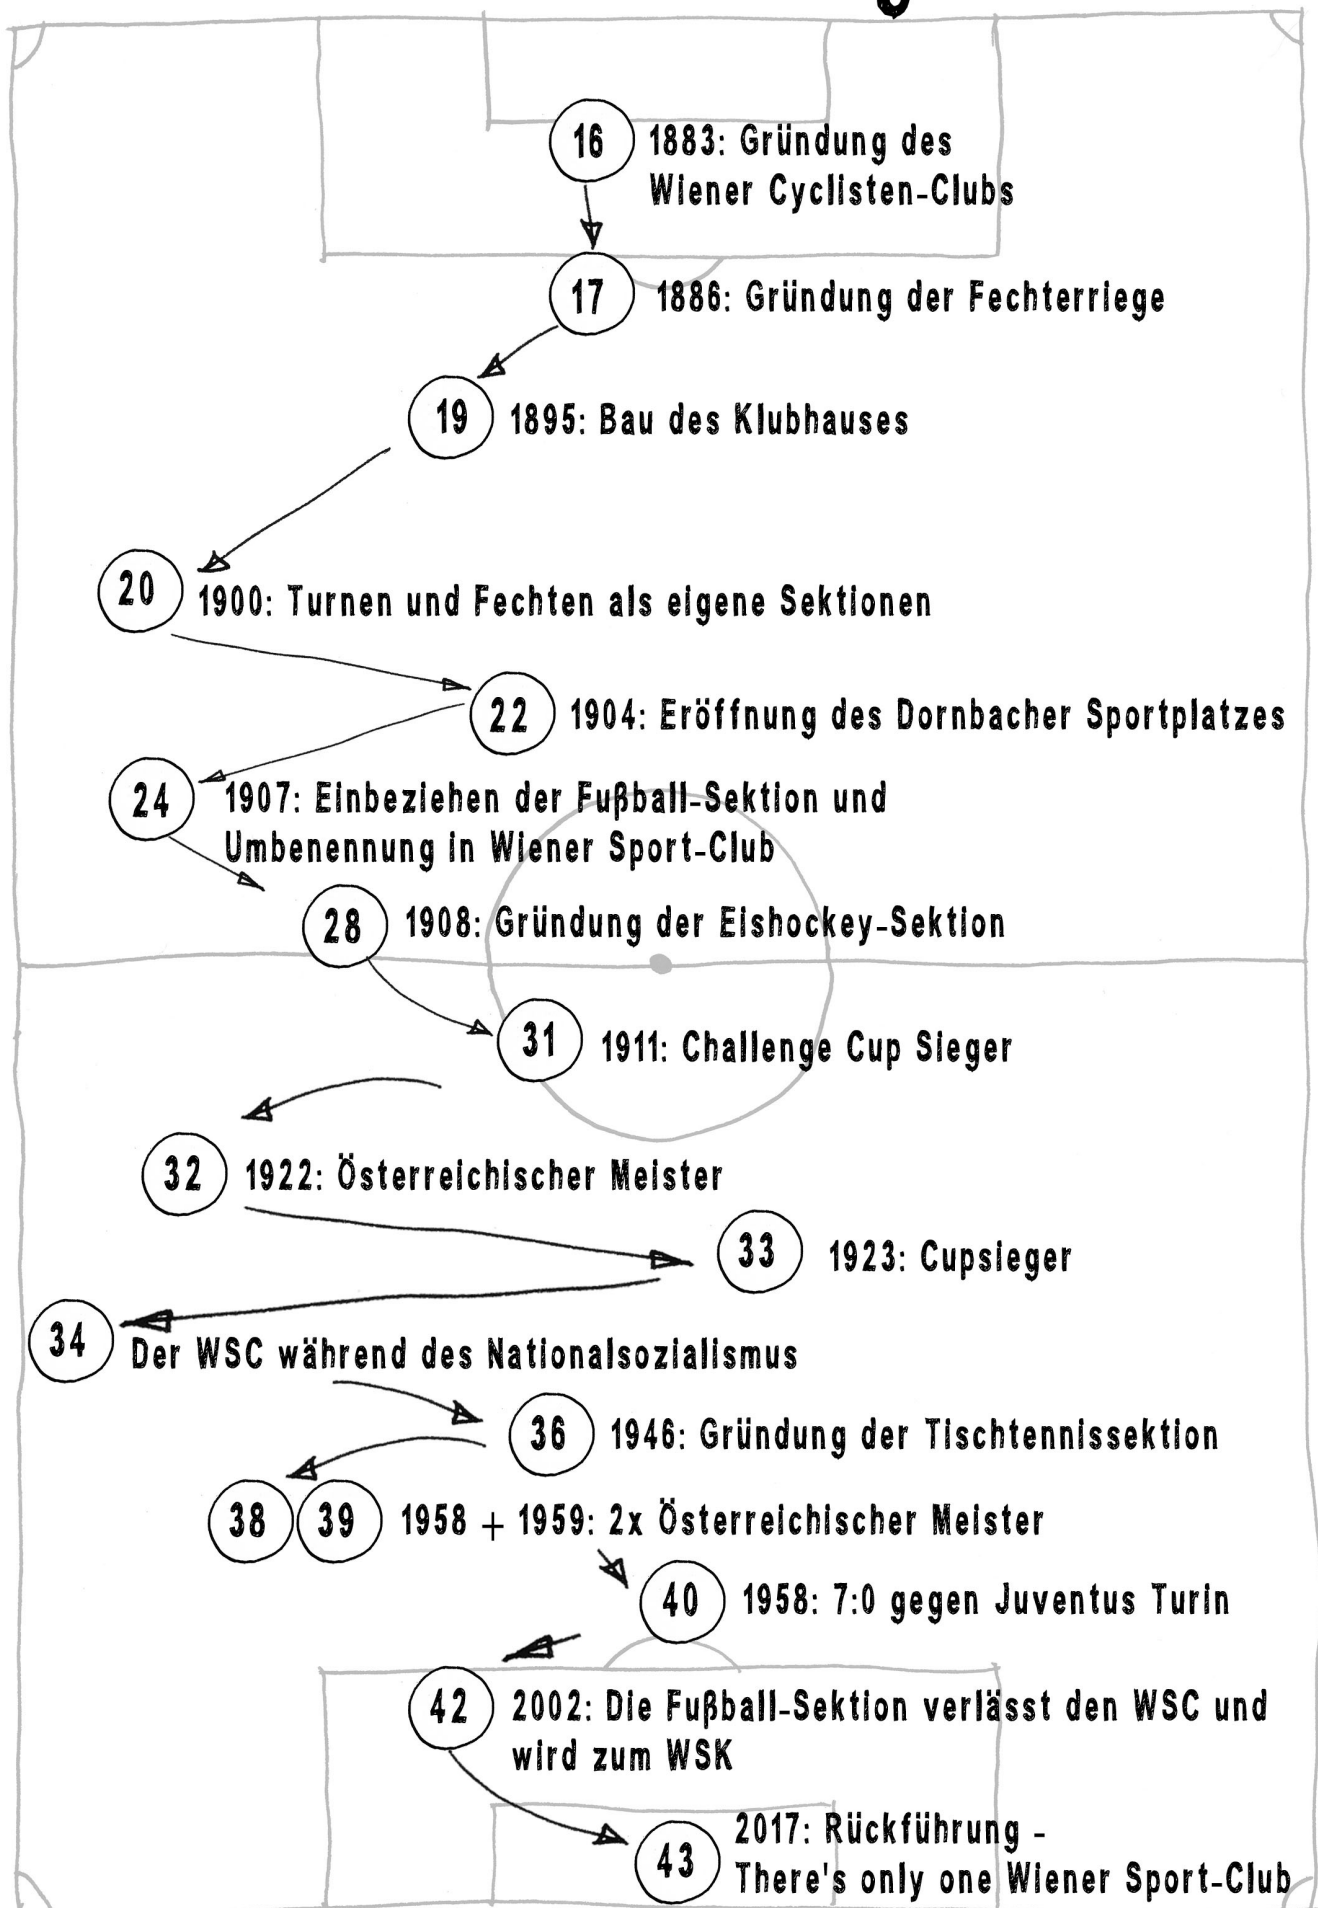 16 1883: Gründung des
Wiener Cyclisten-Clubs
17 1886: Gründung der Fechterriege
19 1895: Bau des Klubhauses
20 1900: Turnen und Fechten als eigene Sektionen
22 1904: Eröffnung des Dornbacher Sportplatzes
24 1907: Einbeziehen der Fußball-Sektion und
Umbenennung in Wiener Sport-Club
28 1908: Gründung der Eishockey-Sektion
31 1911: Challenge Cup Sieger
32 1922: Österreichischer Meister
33 1923: Cupsieger
34 Der WSC während des Nationalsozialismus
36 1946: Gründung der Tischtennissektion
38 39 1958 + 1959: 2x Österreichischer Meister
40 1958: 7:0 gegen Juventus Turin
42 2002: Die Fußball-Sektion verlässt den WSC und
wird zum WSK
43 2017: Rückführung -
There's only one Wiener Sport-Club